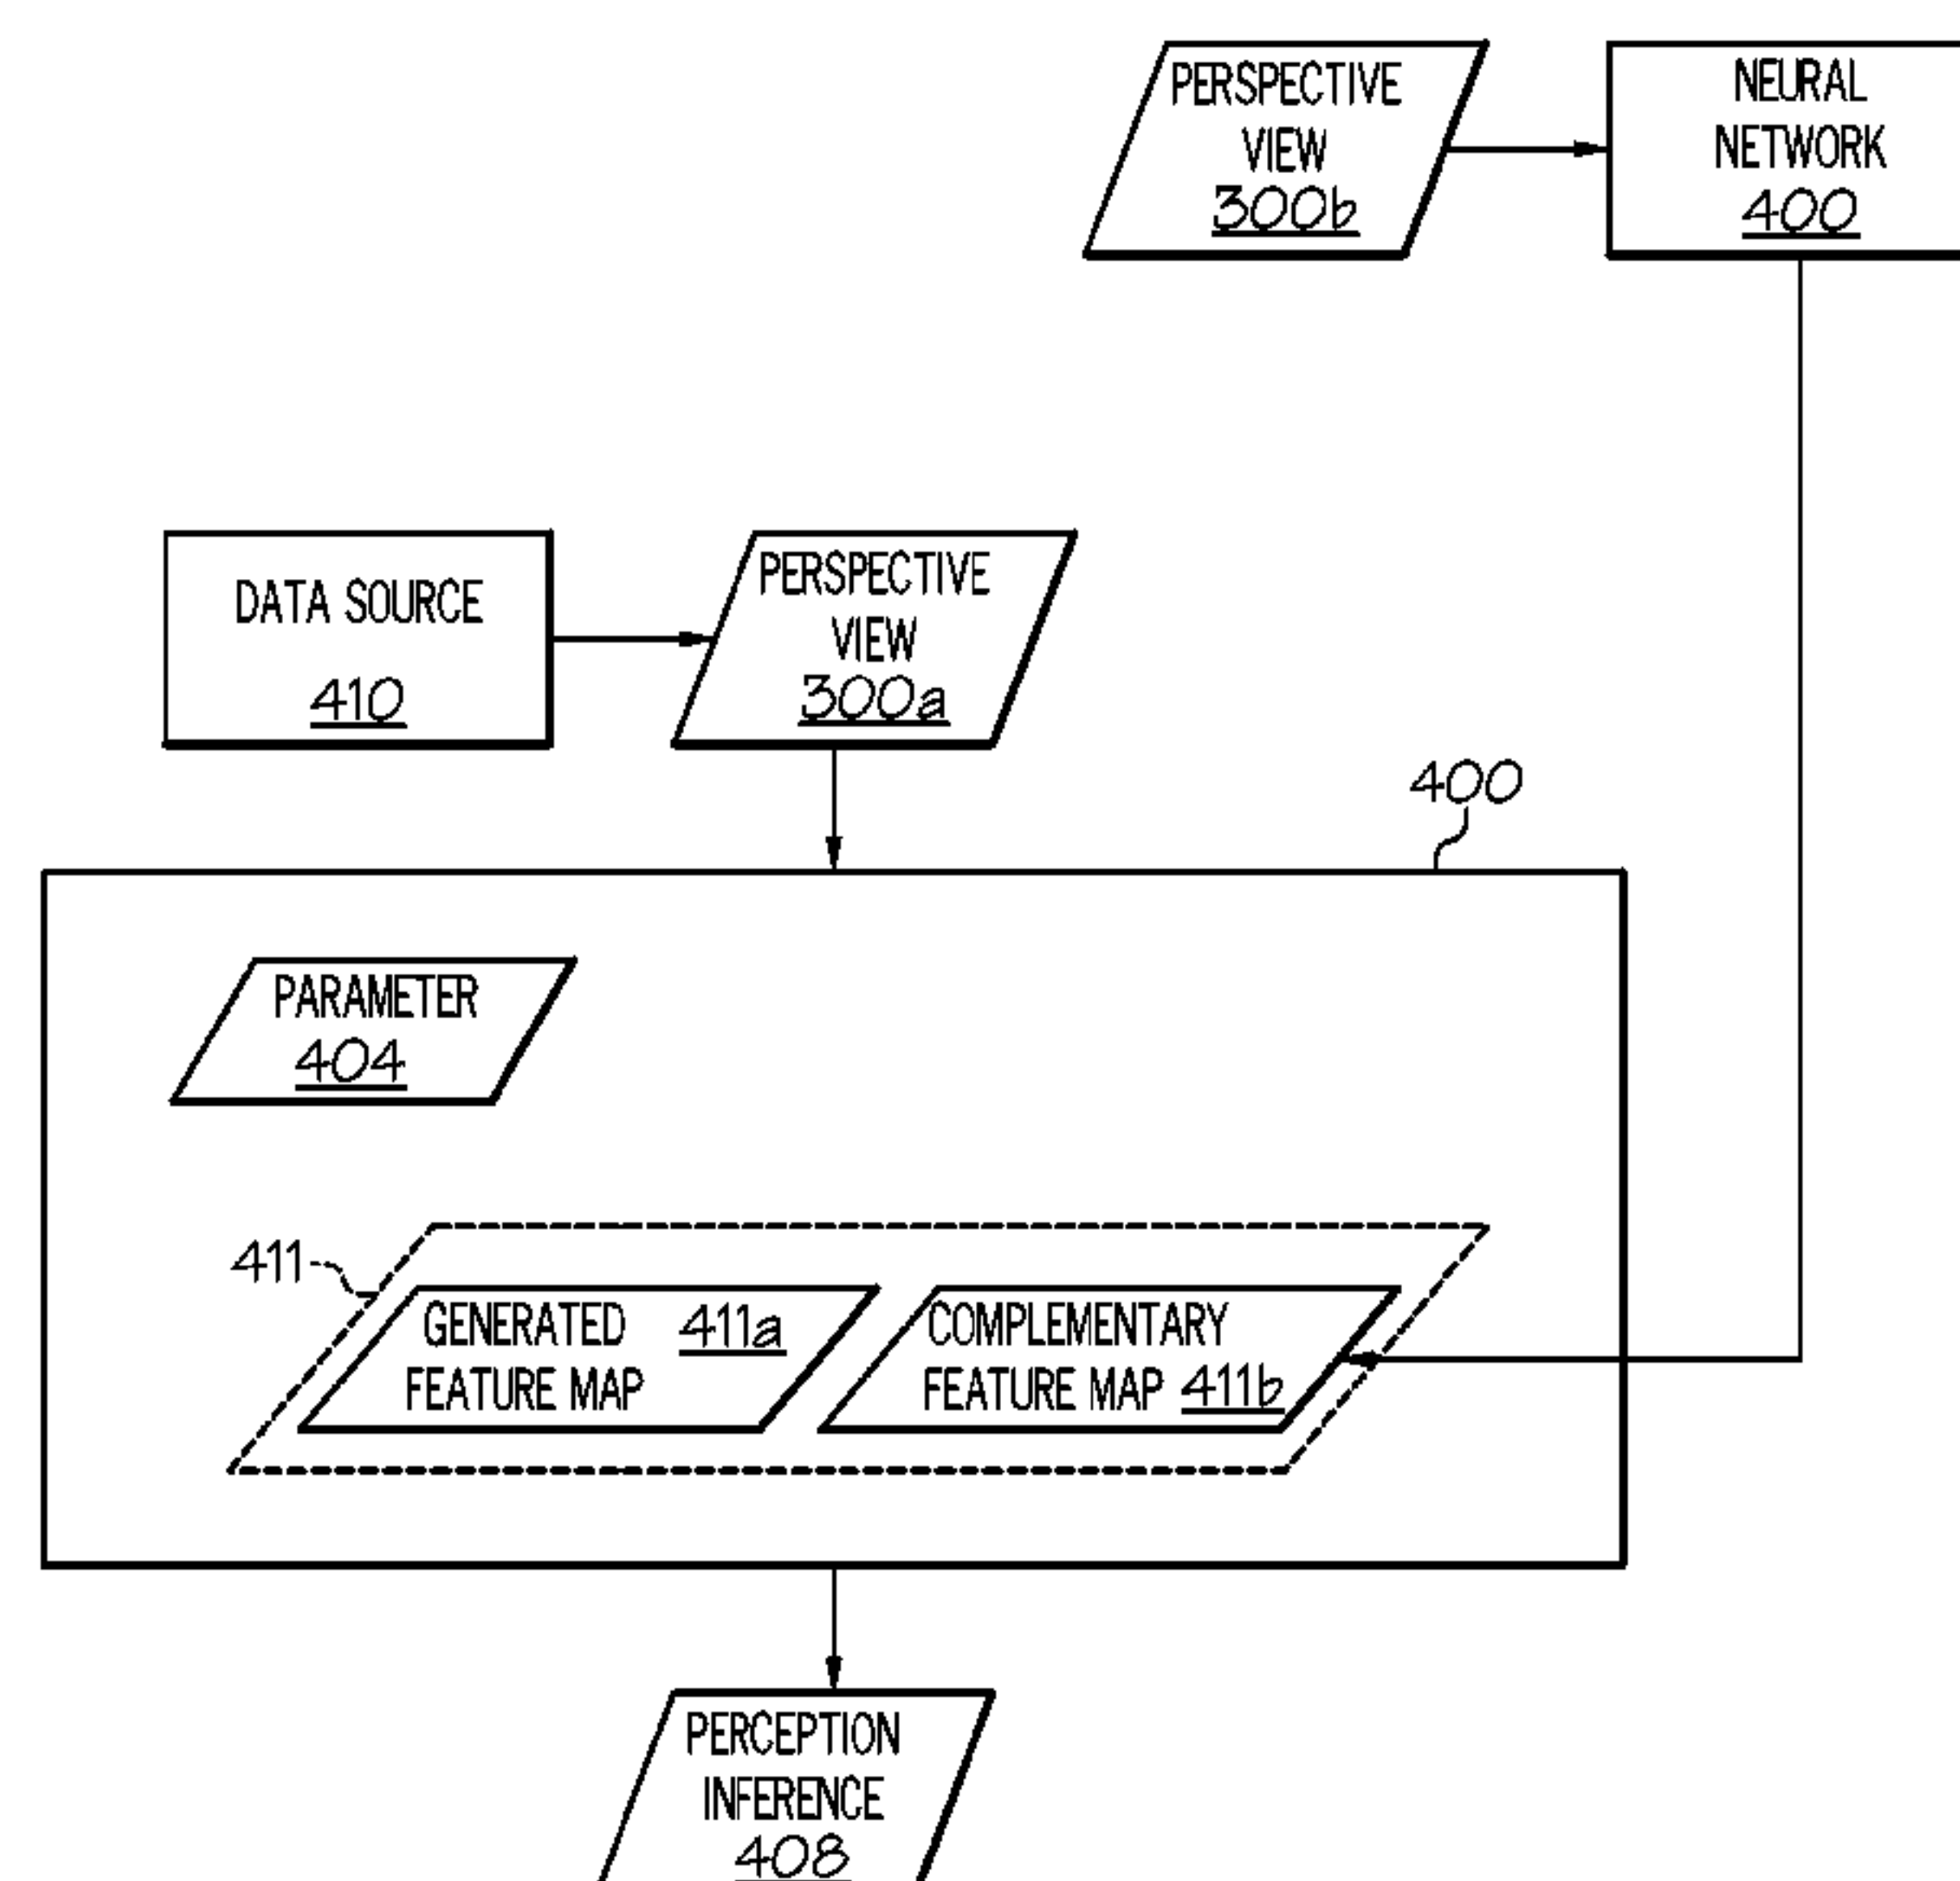 PERSPECTIVE
VIEW
300b
NEURAL
NETWORK
400
DATA SOURCE
410
PERSPECTIVE
VIEW
300a
400
PARAMETER
404
411
GENERATED 411a
FEATURE MAP
COMPLEMENTARY
FEATURE MAP 411b
PERCEPTION
INFERENCE
408